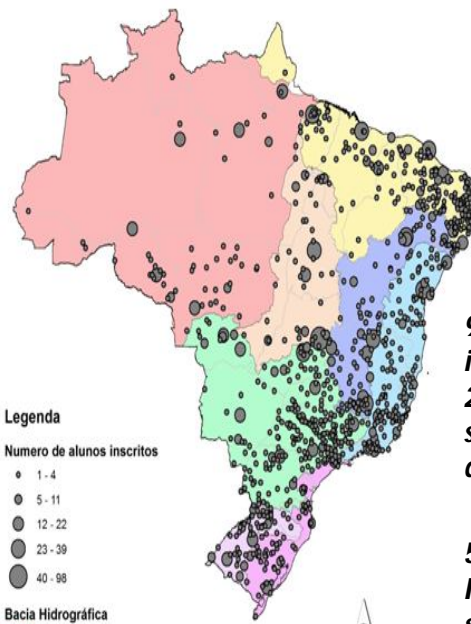 Legenda
Numero de alunos inscritos
1 - 4
5 - 11
12 - 22
23 - 39
40 - 98
Bacia Hidrográfica